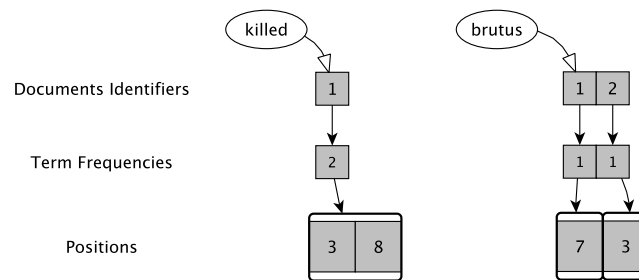 killed brutus
Documents Identifiers 1 1 2
Term Frequencies 2 1 1
Positions 3 8 7 3